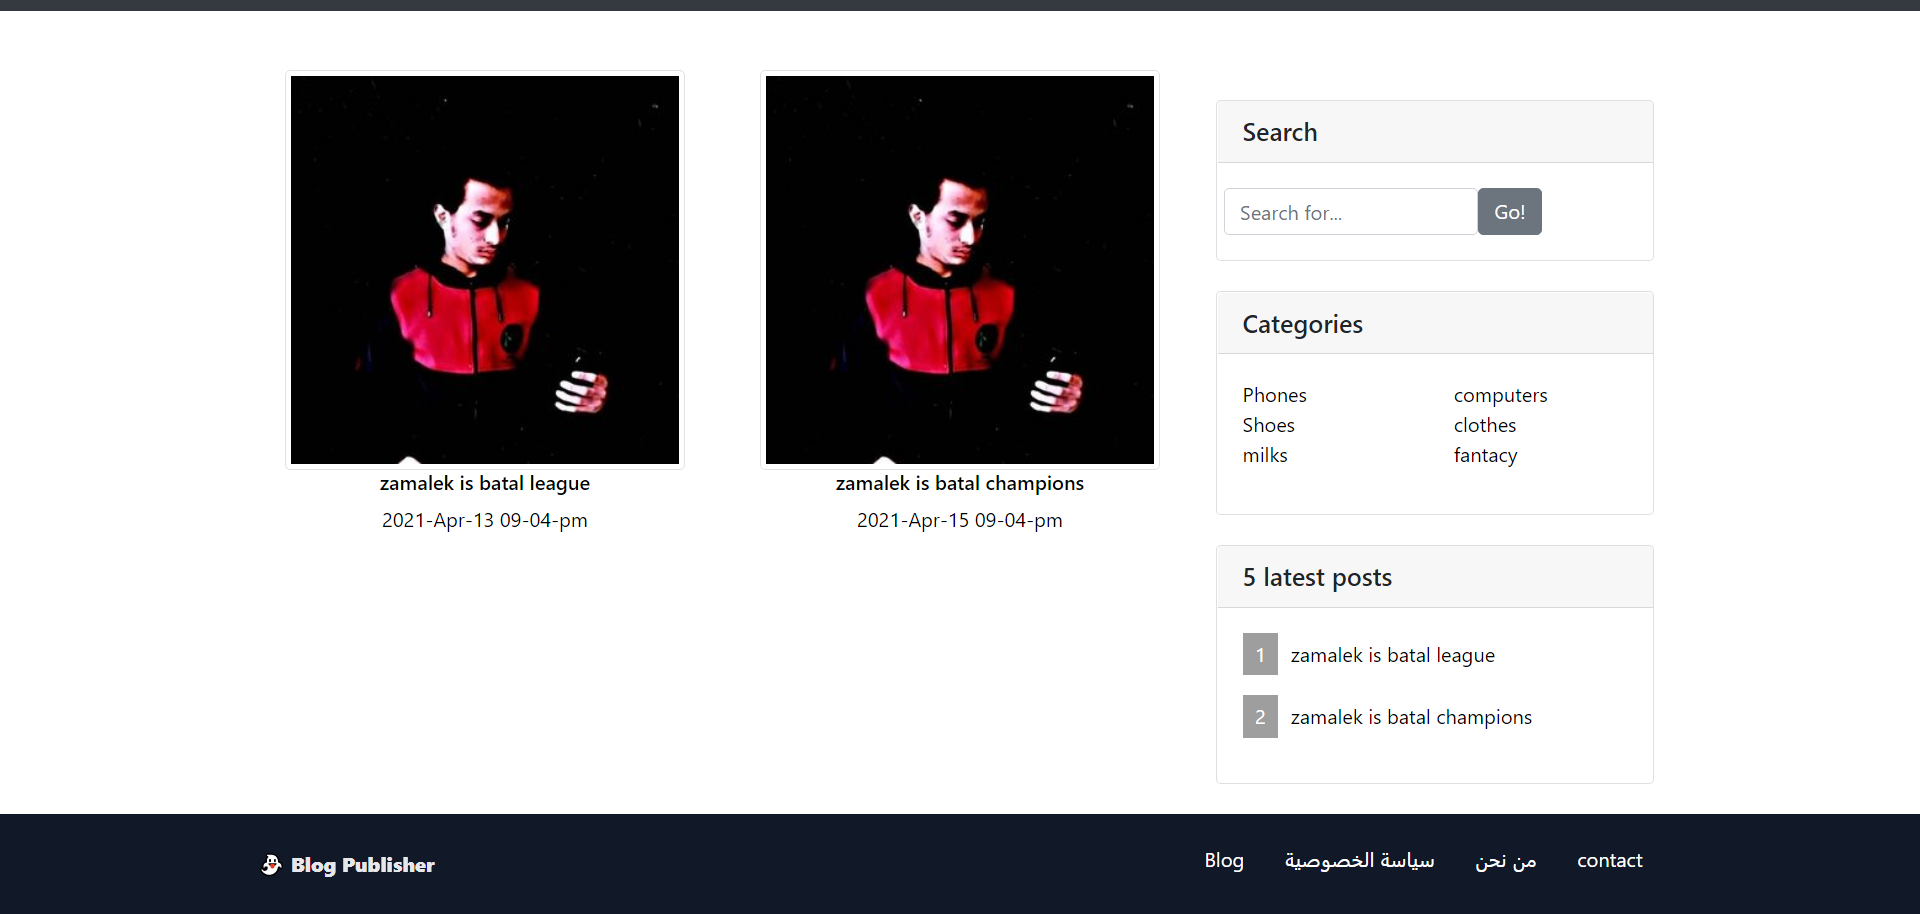 zamalek is batal league
2021-Apr-13 09-04-pm
zamalek is batal champions
2021-Apr-15 09-04-pm
Search
Search for...
Go!
Categories
Phones
computers
Shoes
clothes
milks
fantacy
5 latest posts
1 zamalek is batal league
2 zamalek is batal champions
Blog Publisher
Blog
سياسة الخصوصية
من نحن
contact